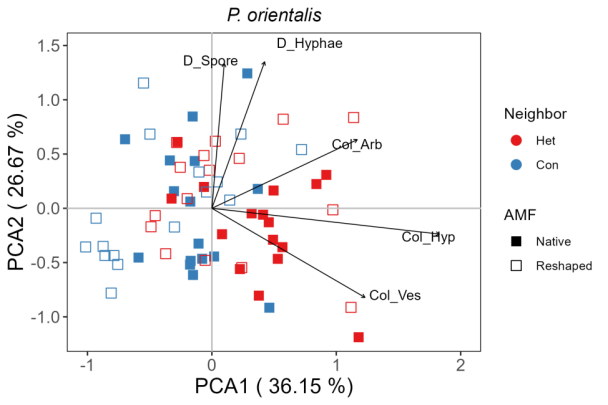 P. orientalis
D_Hyphae
D_Spore
Col_Arb
Col_Hyp
Col_Ves
1.5
1.0
0.5
0.0
-0.5
-1.0
-1
0
1
2
PCA2 ( 26.67 %)
PCA1 ( 36.15 %)
Neighbor
Het
Con
AMF
Native
Reshaped